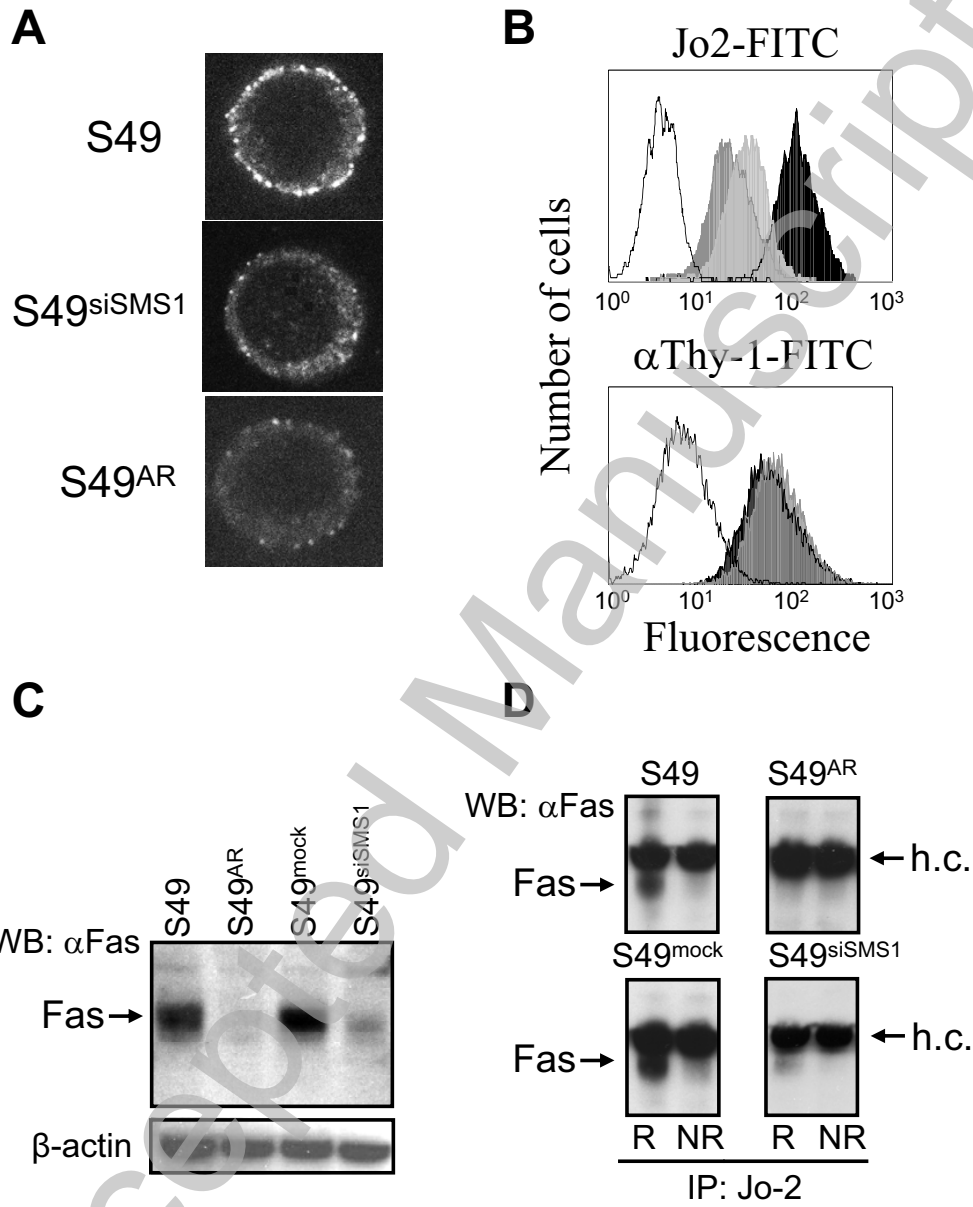 A
S49
S49siSMS1
S49AR
B
Jo2-FITC
Number of cells
10⁰ 10¹ 10² 10³
αThy-1-FITC
10⁰ 10¹ 10² 10³
Fluorescence
C
S49 S49AR S49mock S49siSMS1
WB: αFas
Fas
β-actin
D
S49 S49AR
WB: αFas
h.c.
Fas
S49mock S49siSMS1
h.c.
Fas
R NR R NR
IP: Jo-2
cepted Manuscript